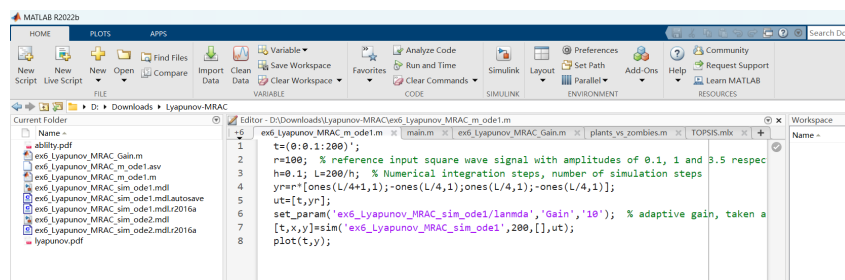 MATLAB R2022b
HOME PLOTS APPS
Search Do
New Script
New Live Script
New
Open
Find Files
Compare
Import Data
Clean Data
Variable
Save Workspace
Clear Workspace
Favorites
Analyze Code
Run and Time
Clear Commands
Simulink
Layout
Preferences
Set Path
Parallel
Add-Ons
Help
Community
Request Support
Learn MATLAB
FILE VARIABLE CODE SIMULINK ENVIRONMENT RESOURCES
D: Downloads Lyapunov-MRAC
Current Folder
Name
ablilty.pdf
ex6_Lyapunov_MRAC_Gain.m
ex6_Lyapunov_MRAC_m_ode1.asv
ex6_Lyapunov_MRAC_m_ode1.m
ex6_Lyapunov_MRAC_sim_ode1.mdl
ex6_Lyapunov_MRAC_sim_ode1.mdl.autosave
ex6_Lyapunov_MRAC_sim_ode1.mdl.r2016a
ex6_Lyapunov_MRAC_sim_ode2.mdl
ex6_Lyapunov_MRAC_sim_ode2.mdl.r2016a
lyapunov.pdf
Editor - D:\Downloads\Lyapunov-MRAC\ex6_Lyapunov_MRAC_m_ode1.m
+6 ex6_Lyapunov_MRAC_m_ode1.m main.m ex6_Lyapunov_MRAC_Gain.m plants_vs_zombies.m TOPSIS.mlx +
1 t=(0:0.1:200)';
2 r=100; % reference input square wave signal with amplitudes of 0.1, 1 and 3.5 respec
3 h=0.1; L=200/h; % Numerical integration steps, number of simulation steps
4 yr=r*[ones(L/4+1,1);-ones(L/4,1);ones(L/4,1);-ones(L/4,1)];
5 ut=[t,yr];
6 set_param('ex6_Lyapunov_MRAC_sim_ode1/lanmda','Gain','10'); % adaptive gain, taken a
7 [t,x,y]=sim('ex6_Lyapunov_MRAC_sim_ode1',200,[],ut);
8 plot(t,y);
Workspace
Name